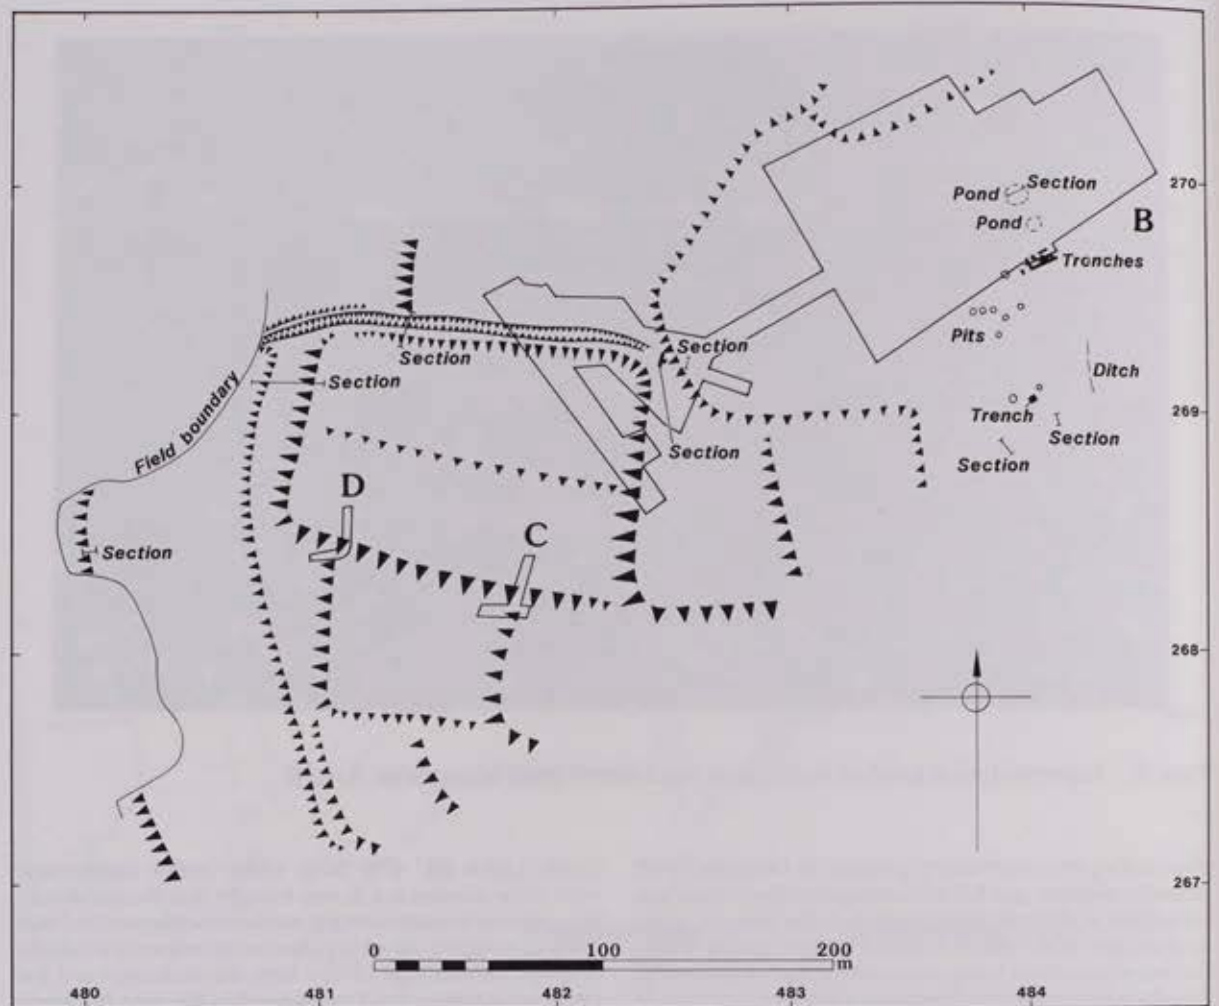 Pond
Section
270
Pond
B
Trenches
Pits
Section
Section
Ditch
Section
Field boundary
269
Trench
Section
Section
Section
D
C
Section
268
267
0 100 200
m
480 481 482 483 484